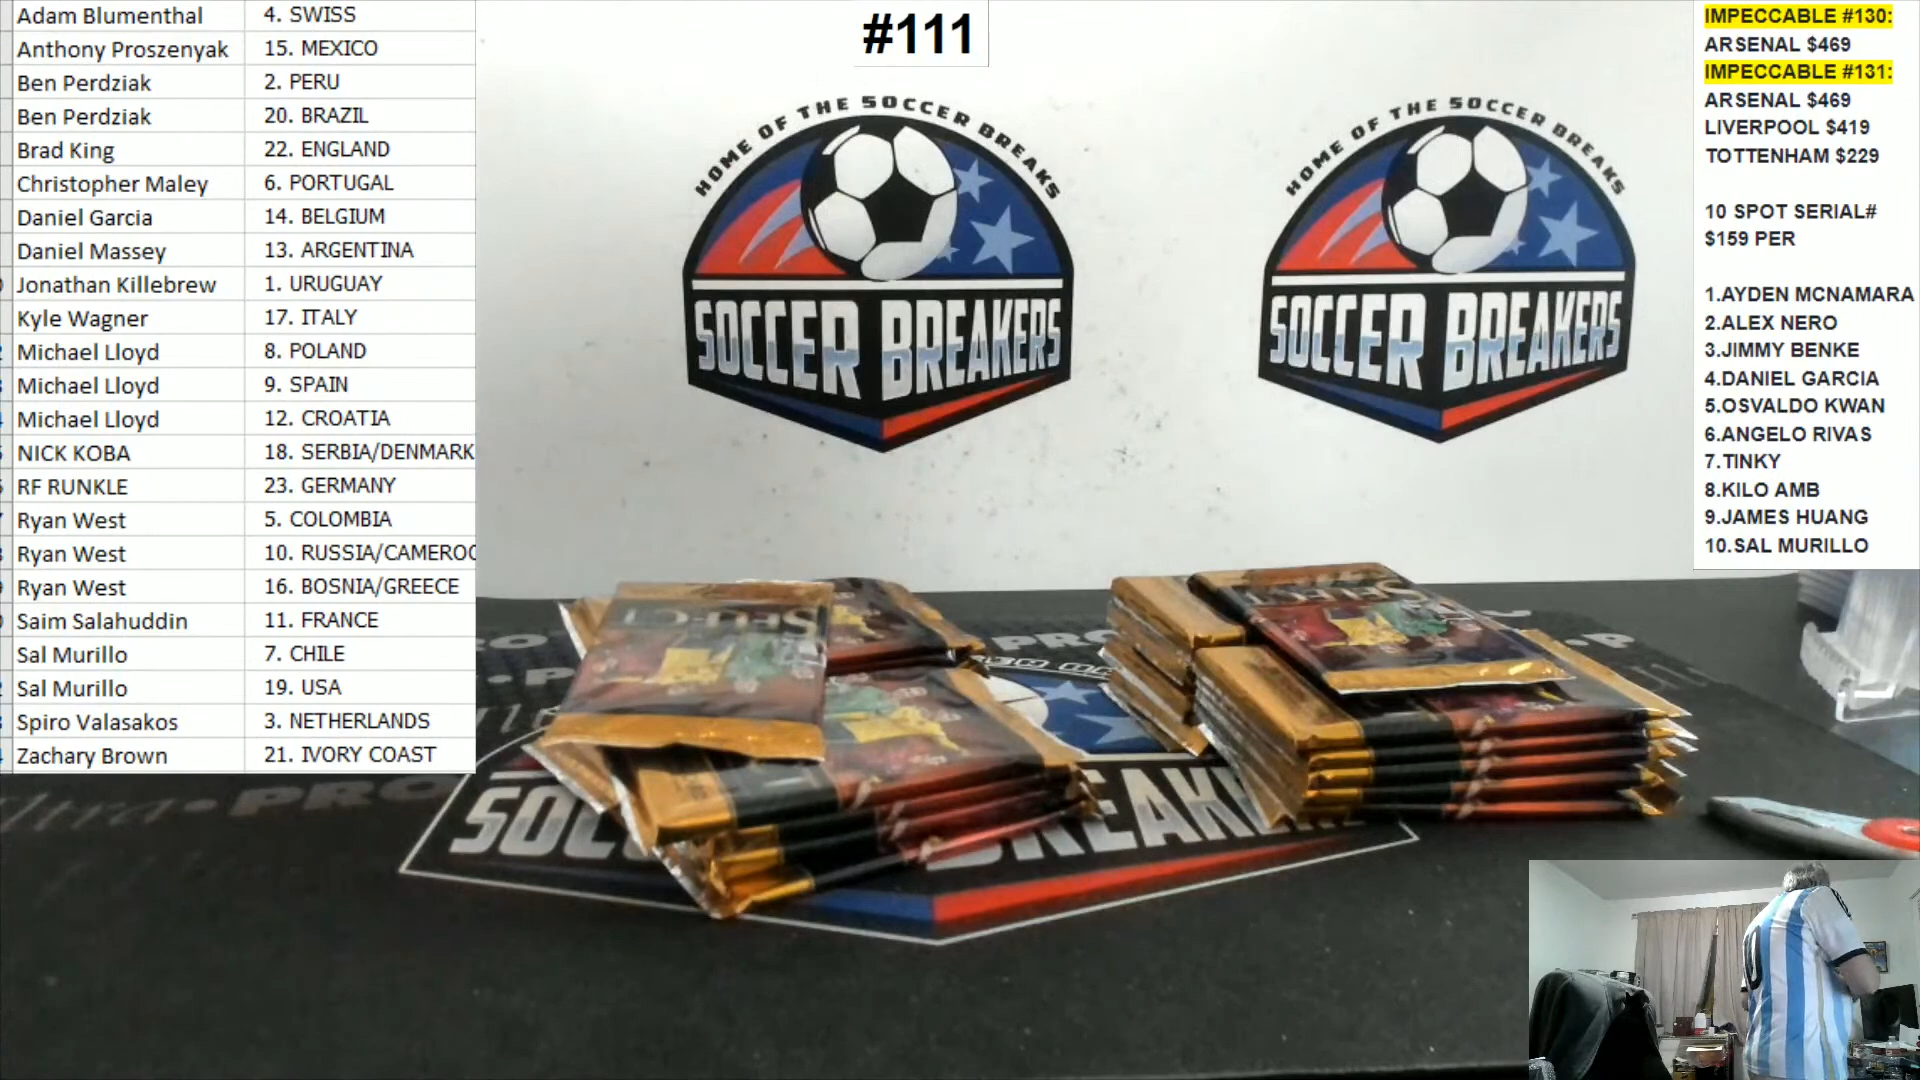 Adam Blumenthal 4. SWISS
Anthony Proszenyak 15. MEXICO
Ben Perdziak 2. PERU
Ben Perdziak 20. BRAZIL
Brad King 22. ENGLAND
Christopher Maley 6. PORTUGAL
Daniel Garcia 14. BELGIUM
Daniel Massey 13. ARGENTINA
Jonathan Killebrew 1. URUGUAY
Kyle Wagner 17. ITALY
Michael Lloyd 8. POLAND
Michael Lloyd 9. SPAIN
Michael Lloyd 12. CROATIA
NICK KOBA 18. SERBIA/DENMARK
RF RUNKLE 23. GERMANY
Ryan West 5. COLOMBIA
Ryan West 10. RUSSIA/CAMEROO
Ryan West 16. BOSNIA/GREECE
Saim Salahuddin 11. FRANCE
Sal Murillo 7. CHILE
Sal Murillo 19. USA
Spiro Valasakos 3. NETHERLANDS
Zachary Brown 21. IVORY COAST
#111
HOME OF THE SOCCER BREAKS
SOCCER BREAKERS
HOME OF THE SOCCER BREAKS
SOCCER BREAKERS
IMPECCABLE #130:
ARSENAL $469
IMPECCABLE #131:
ARSENAL $469
LIVERPOOL $419
TOTTENHAM $229
10 SPOT SERIAL#
$159 PER
1.AYDEN MCNAMARA
2.ALEX NERO
3.JIMMY BENKE
4.DANIEL GARCIA
5.OSVALDO KWAN
6.ANGELO RIVAS
7.TINKY
8.KILO AMB
9.JAMES HUANG
10.SAL MURILLO
SELECT
SELECT
PRO
Ultra•PRO
SOC BREAKE